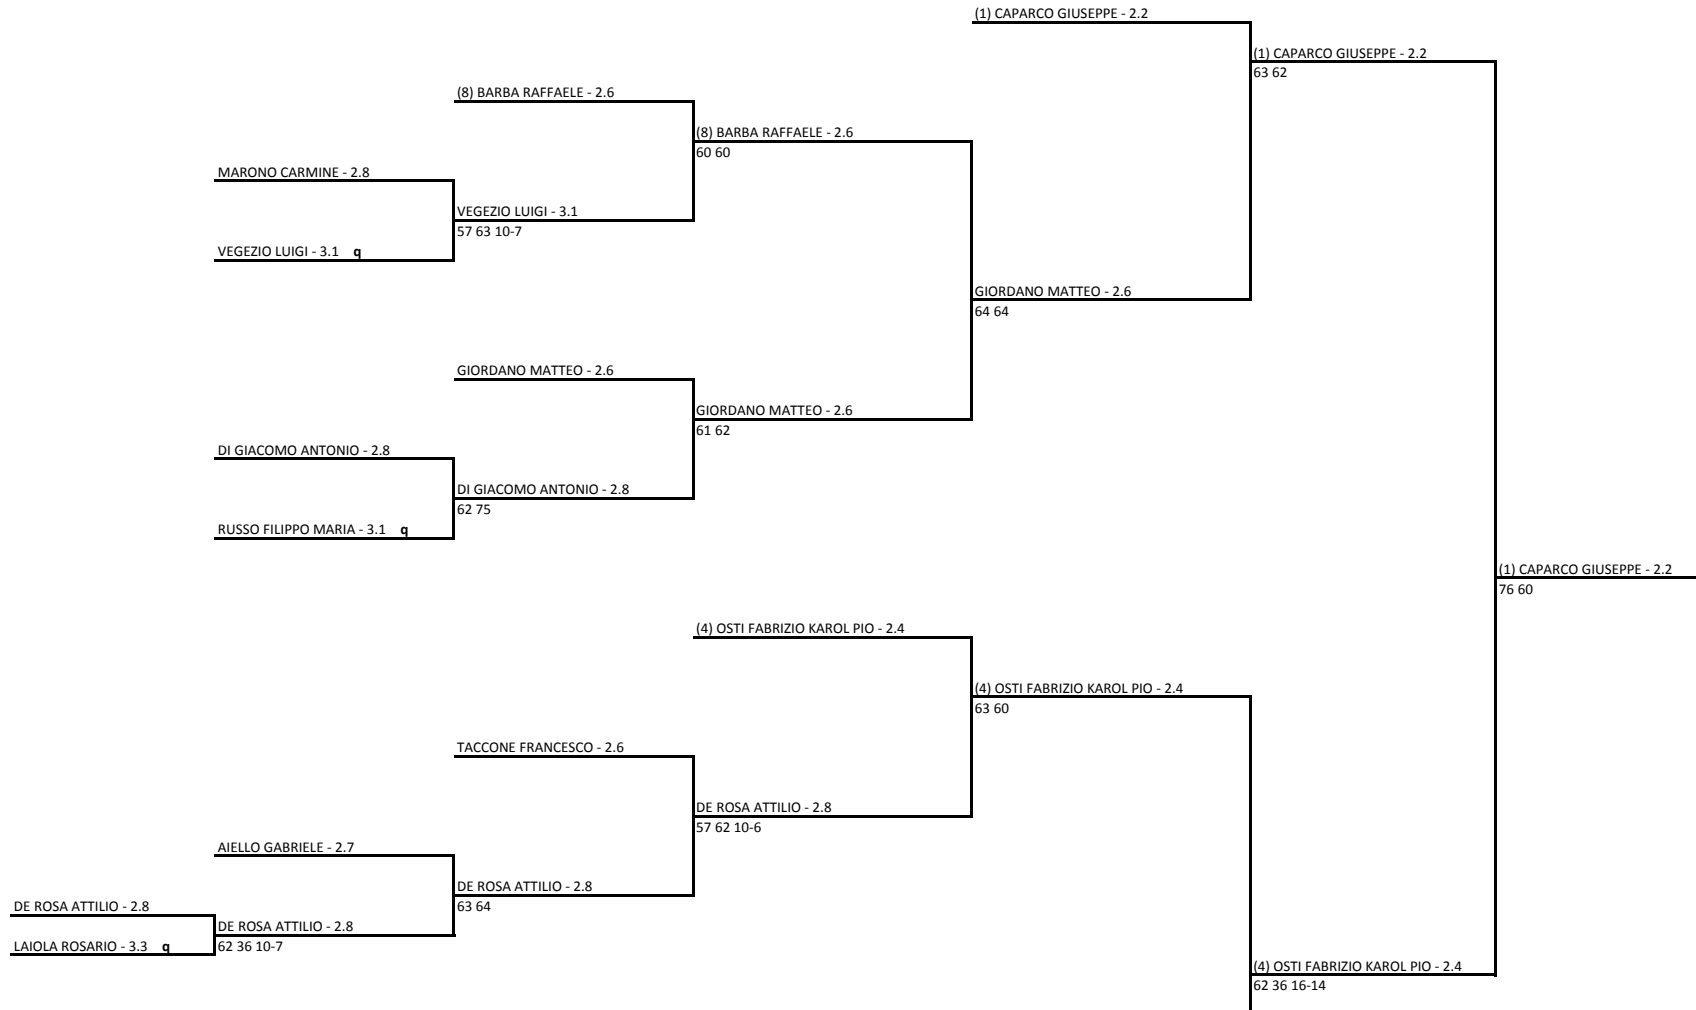 (1) CAPARCO GIUSEPPE - 2.2
(1) CAPARCO GIUSEPPE - 2.2
63 62
(8) BARBA RAFFAELE - 2.6
(8) BARBA RAFFAELE - 2.6
60 60
MARONO CARMINE - 2.8
VEGEZIO LUIGI - 3.1
57 63 10-7
VEGEZIO LUIGI - 3.1 q
GIORDANO MATTEO - 2.6
64 64
GIORDANO MATTEO - 2.6
GIORDANO MATTEO - 2.6
61 62
DI GIACOMO ANTONIO - 2.8
DI GIACOMO ANTONIO - 2.8
62 75
RUSSO FILIPPO MARIA - 3.1 q
(1) CAPARCO GIUSEPPE - 2.2
76 60
(4) OSTI FABRIZIO KAROL PIO - 2.4
(4) OSTI FABRIZIO KAROL PIO - 2.4
63 60
TACCONE FRANCESCO - 2.6
DE ROSA ATTILIO - 2.8
57 62 10-6
AIELLO GABRIELE - 2.7
DE ROSA ATTILIO - 2.8
63 64
DE ROSA ATTILIO - 2.8
DE ROSA ATTILIO - 2.8
62 36 10-7
LAIOLA ROSARIO - 3.3 q
(4) OSTI FABRIZIO KAROL PIO - 2.4
62 36 16-14